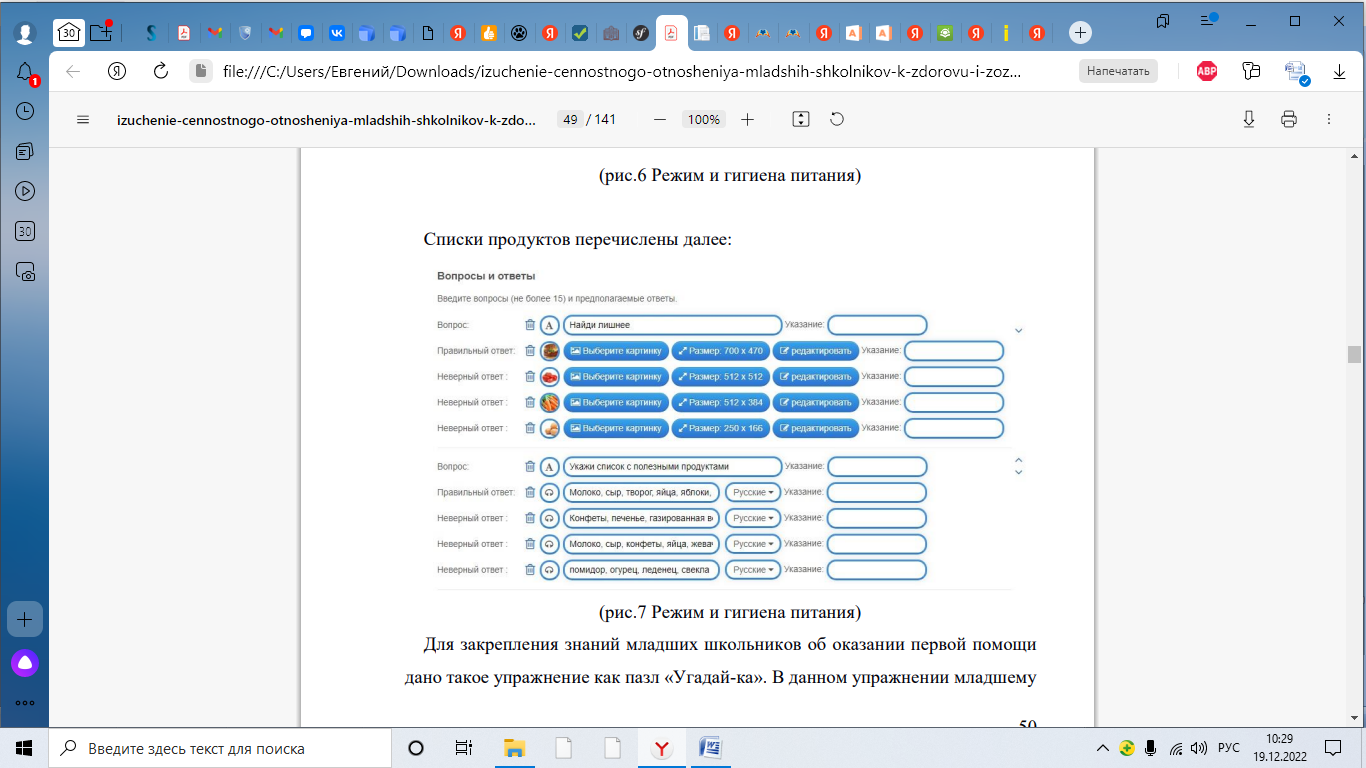 30
file:///C:/Users/Евгений/Downloads/izuchenie-cennostnogo-otnosheniya-mladshih-shkolnikov-k-zdorovu-i-zoz...
Напечатать
ABP
1
izuchenie-cennostnogo-otnosheniya-mladshih-shkolnikov-k-zdo...
49 / 141
100%
30
(рис.6 Режим и гигиена питания)
Списки продуктов перечислены далее:
Вопросы и ответы
Введите вопросы (не более 15) и предполагаемые ответы.
Вопрос: A Найди лишнее Указание:
Правильный ответ: Выберите картинку Размер: 700 x 470 редактировать Указание:
Неверный ответ : Выберите картинку Размер: 512 x 512 редактировать Указание:
Неверный ответ : Выберите картинку Размер: 512 x 384 редактировать Указание:
Неверный ответ : Выберите картинку Размер: 250 x 166 редактировать Указание:
Вопрос: A Укажи список с полезными продуктами Указание:
Правильный ответ: Молоко, сыр, творог, яйца, яблоки, Русские Указание:
Неверный ответ : Конфеты, печенье, газированная в Русские Указание:
Неверный ответ : Молоко, сыр, конфеты, яйца, жева Русские Указание:
Неверный ответ : помидор, огурец, леденец, свекла Русские Указание:
(рис.7 Режим и гигиена питания)
Для закрепления знаний младших школьников об оказании первой помощи
дано такое упражнение как пазл «Угадай-ка». В данном упражнении младшему
50
Введите здесь текст для поиска
РУС
10:29
19.12.2022